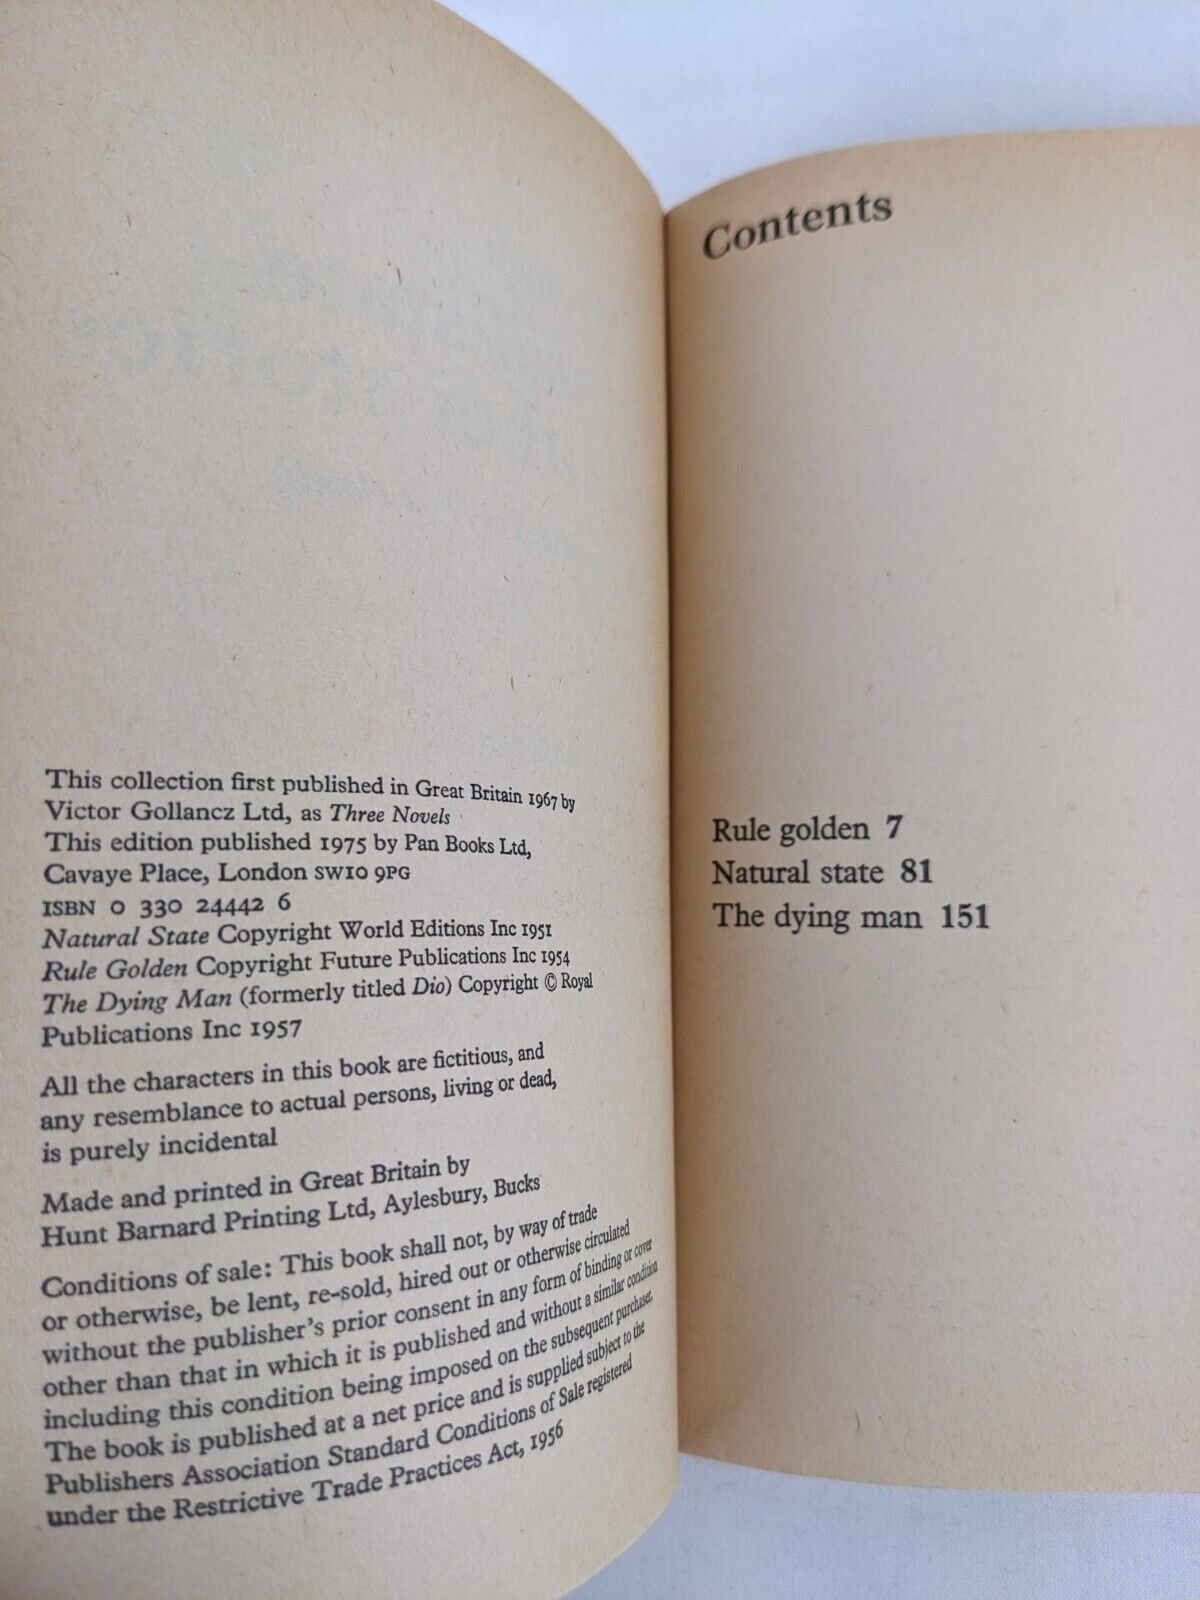 This collection first published in Great Britain 1967 by
Victor Gollancz Ltd, as Three Novels
This edition published 1975 by Pan Books Ltd,
Cavaye Place, London SW10 9PG
ISBN 0 330 24442 6
Natural State Copyright World Editions Inc 1951
Rule Golden Copyright Future Publications Inc 1954
The Dying Man (formerly titled Dio) Copyright © Royal
Publications Inc 1957
All the characters in this book are fictitious, and
any resemblance to actual persons, living or dead,
is purely incidental
Made and printed in Great Britain by
Hunt Barnard Printing Ltd, Aylesbury, Bucks
Conditions of sale: This book shall not, by way of trade
or otherwise, be lent, re-sold, hired out or otherwise circulated
without the publisher's prior consent in any form of binding or cover
other than that in which it is published and without a similar condition
including this condition being imposed on the subsequent purchaser.
The book is published at a net price and is supplied subject to the
Publishers Association Standard Conditions of Sale registered
under the Restrictive Trade Practices Act, 1956
Contents
Rule golden 7
Natural state 81
The dying man 151